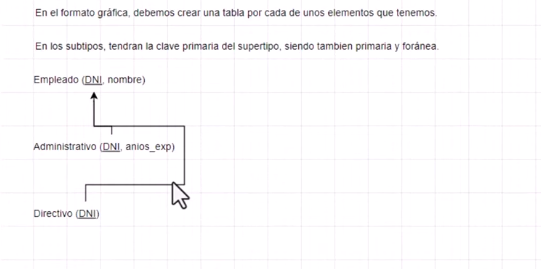 En el formato gráfica, debemos crear una tabla por cada de unos elementos que tenemos.
En los subtipos, tendran la clave primaria del supertipo, siendo tambien primaria y foránea.
Empleado (DNI, nombre)
Administrativo (DNI, anios_exp)
Directivo (DNI)